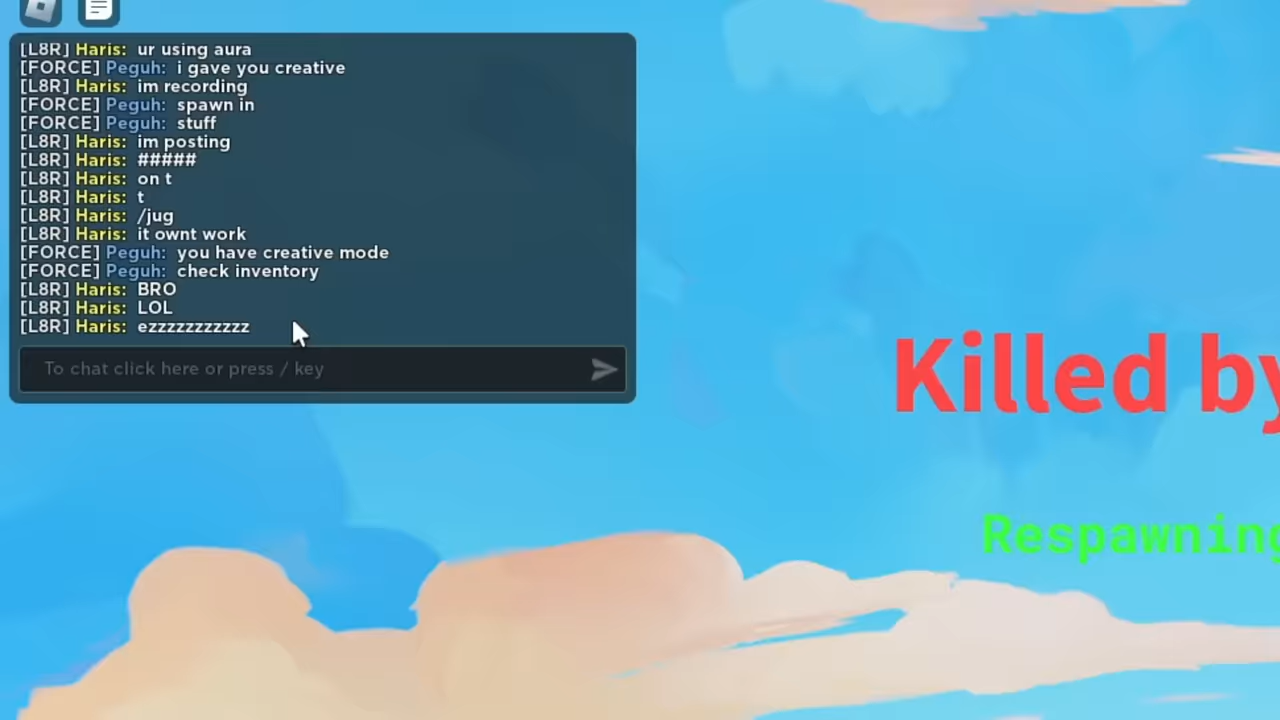 [L8R] Haris: ur using aura
[FORCE] Peguh: i gave you creative
[L8R] Haris: im recording
[FORCE] Peguh: spawn in
[FORCE] Peguh: stuff
[L8R] Haris: im posting
[L8R] Haris: #####
[L8R] Haris: on t
[L8R] Haris: t
[L8R] Haris: /jug
[L8R] Haris: it ownt work
[FORCE] Peguh: you have creative mode
[FORCE] Peguh: check inventory
[L8R] Haris: BRO
[L8R] Haris: LOL
[L8R] Haris: ezzzzzzzzzzz
To chat click here or press / key
Killed by
Respawning